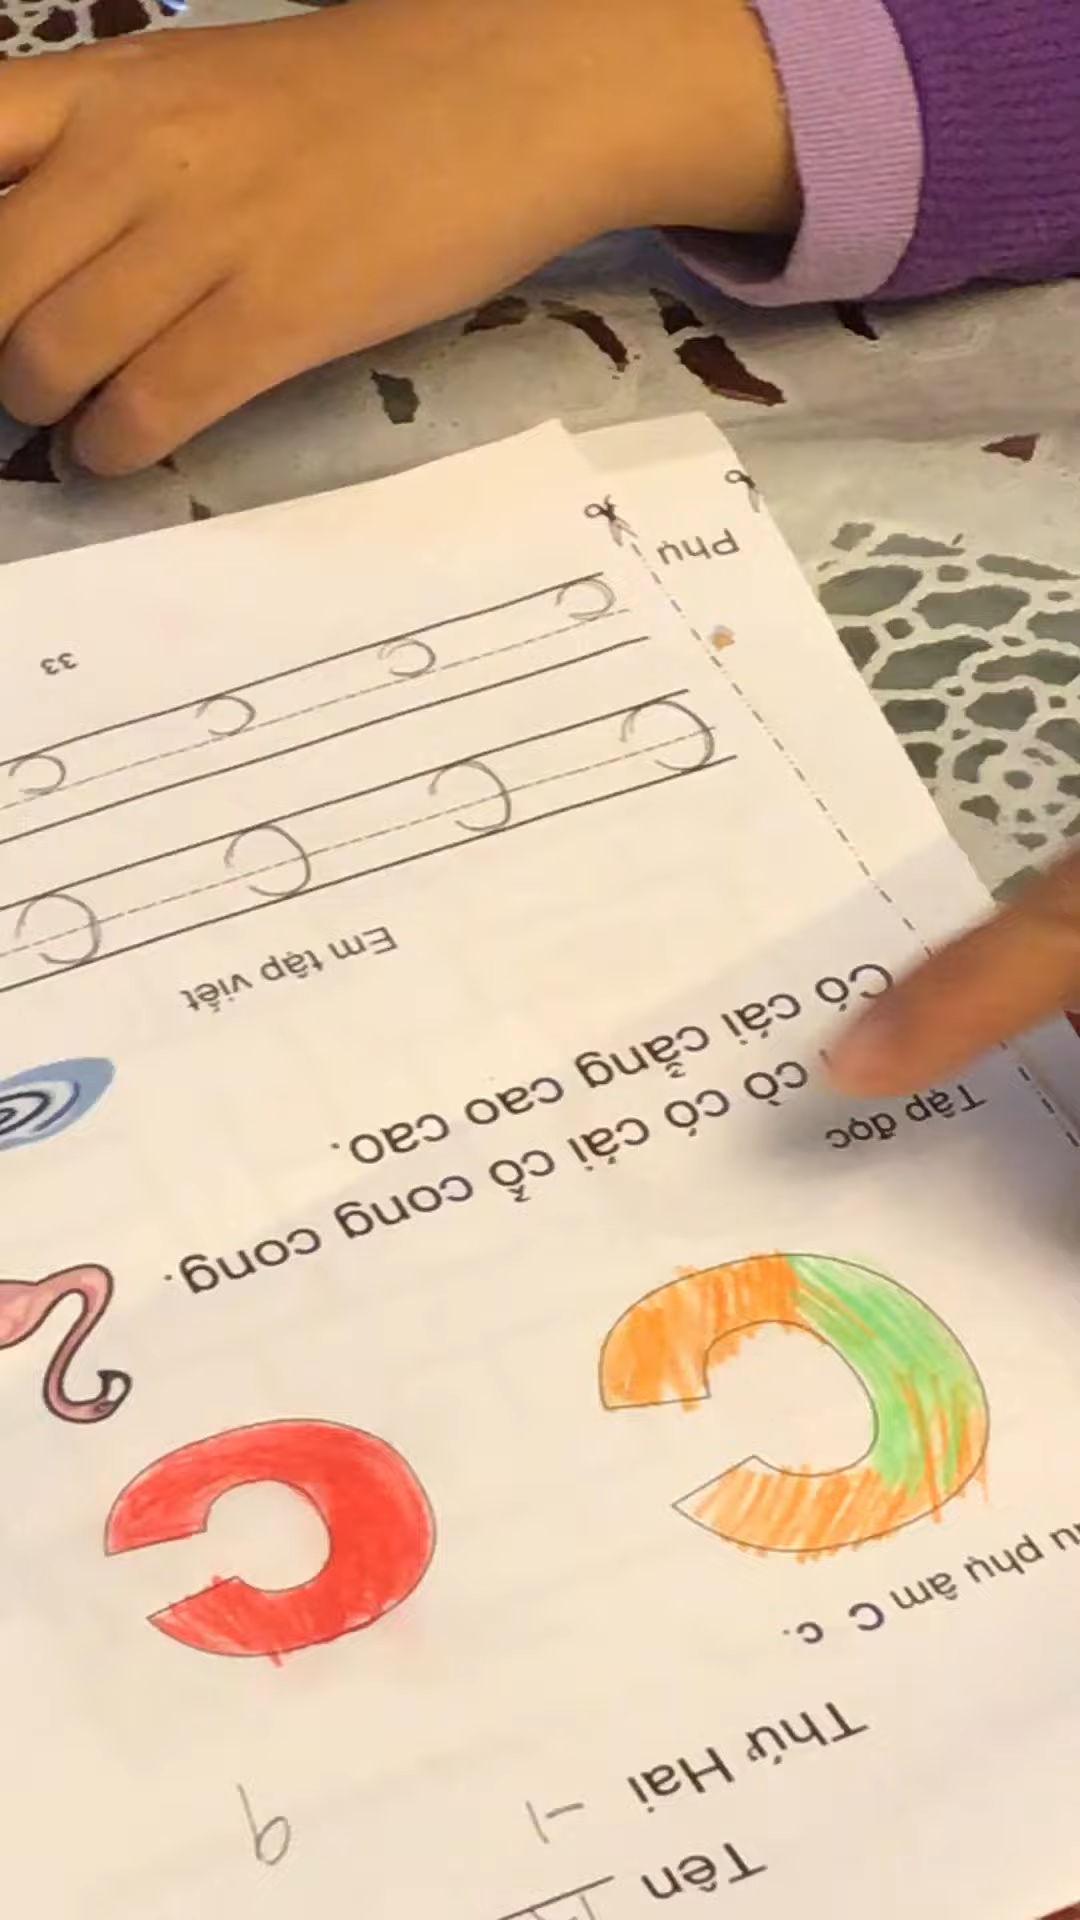 Tên
Thứ Hai
phụ âm C c.
Tập đọc
cò có cái cổ cong cong.
Cò cái cẳng cao cao.
Em tập viết
C C C C
c c c c
33
Phụ